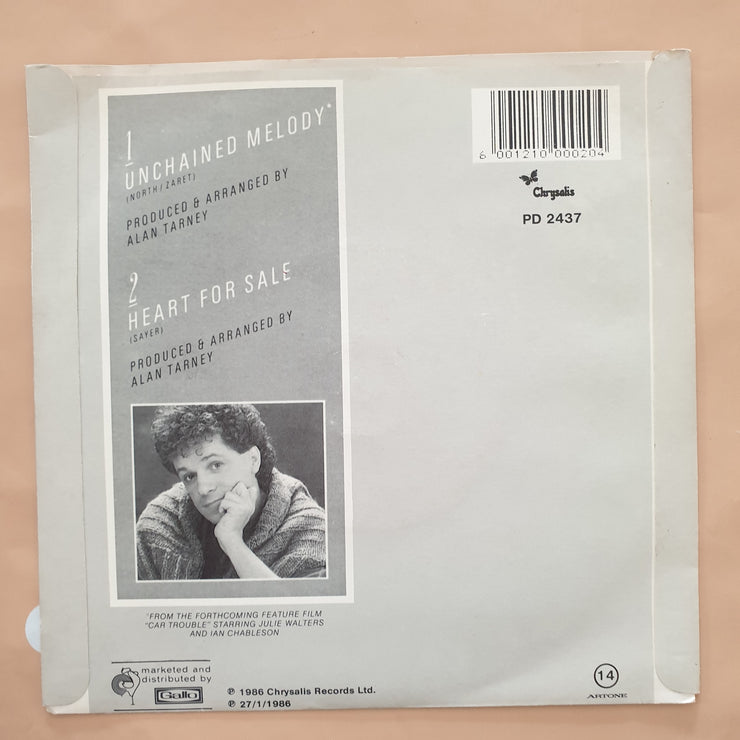 1
UNCHAINED MELODY*
(NORTH/ZARET)
PRODUCED & ARRANGED BY
ALAN TARNEY
2
HEART FOR SALE
(SAYER)
PRODUCED & ARRANGED BY
ALAN TARNEY
*FROM THE FORTHCOMING FEATURE FILM
"CAR TROUBLE" STARRING JULIE WALTERS
AND IAN CHABLESON
6 001210 000204
Chrysalis
PD 2437
marketed and
distributed by
Gallo
℗ 1986 Chrysalis Records Ltd.
℗ 27/1/1986
14
ARTONE